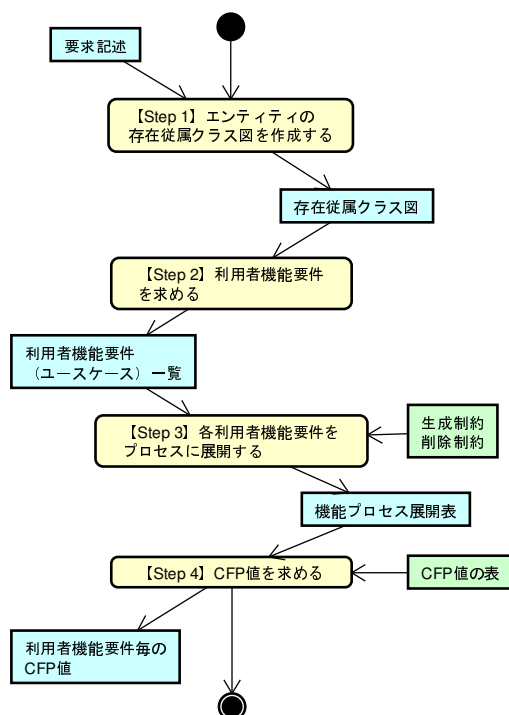 要求記述
【Step 1】エンティティの
存在従属クラス図を作成する
存在従属クラス図
【Step 2】利用者機能要件
を求める
利用者機能要件
（ユースケース）一覧
【Step 3】各利用者機能要件を
プロセスに展開する
生成制約
削除制約
機能プロセス展開表
【Step 4】CFP値を求める
CFP値の表
利用者機能要件毎の
CFP値